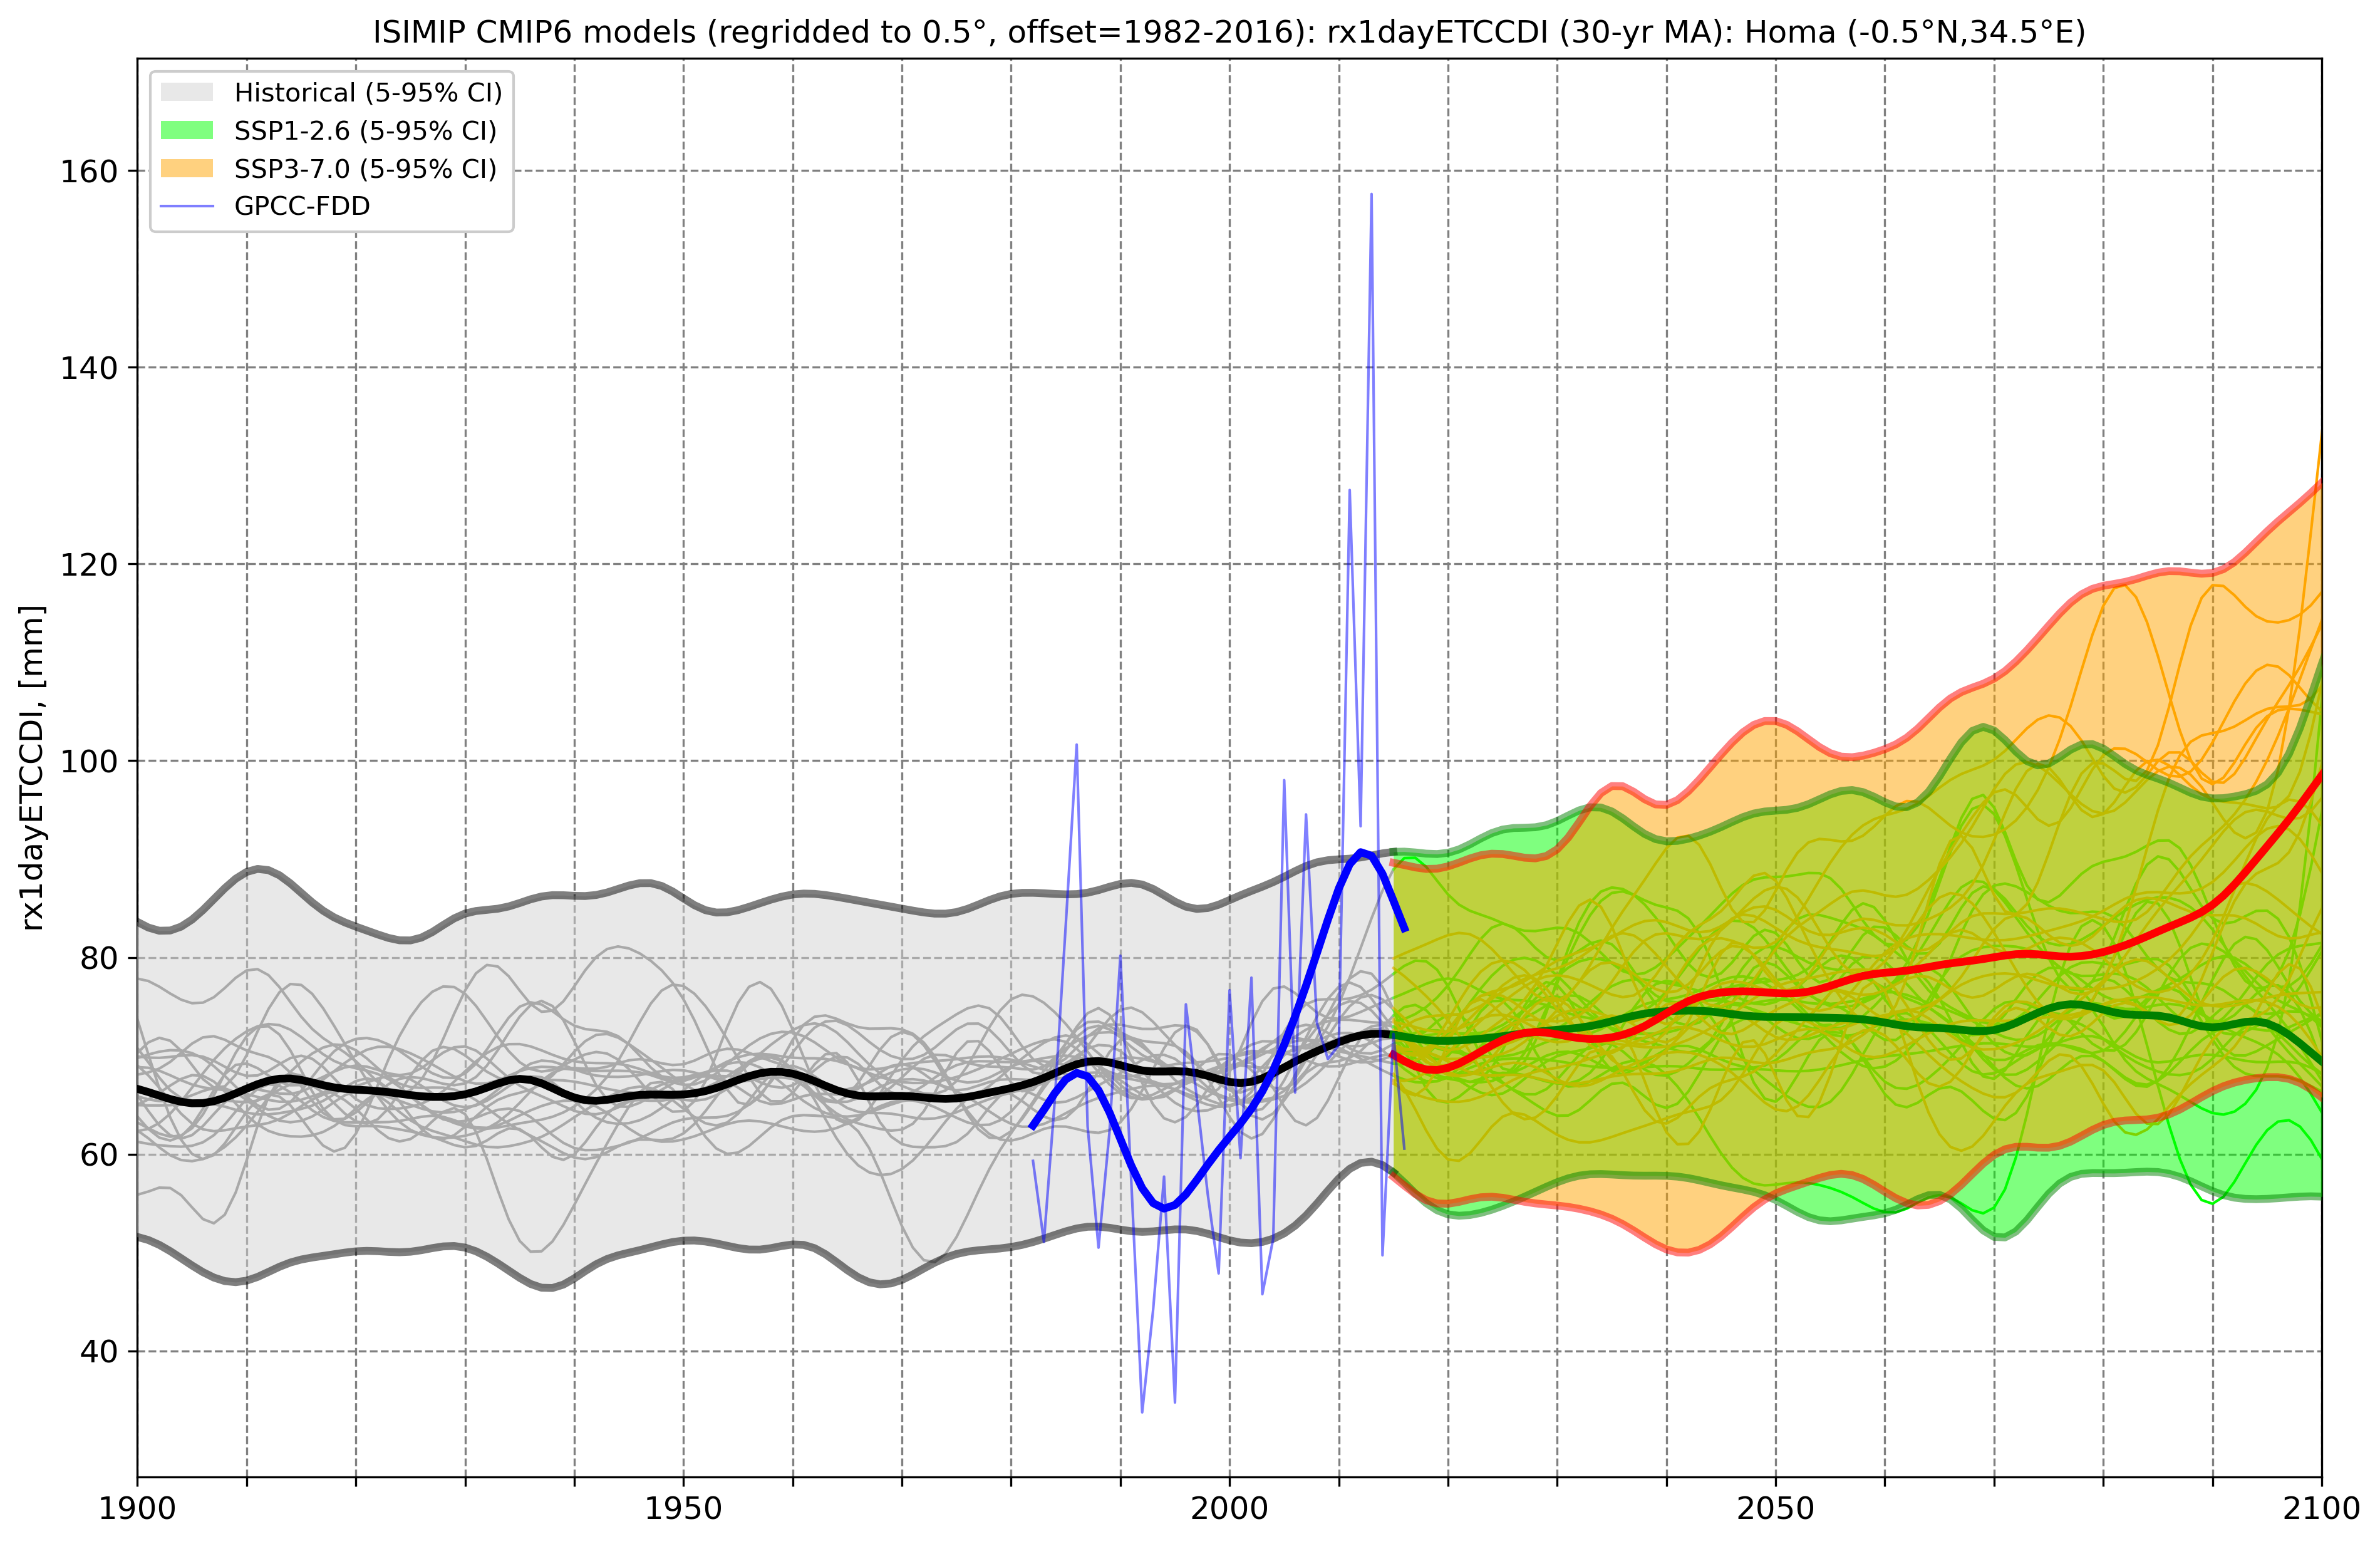 ISIMIP CMIP6 models (regridded to 0.5°, offset=1982-2016): rx1dayETCCDI (30-yr MA): Homa (-0.5°N,34.5°E)
Historical (5-95% CI)
SSP1-2.6 (5-95% CI)
SSP3-7.0 (5-95% CI)
GPCC-FDD
rx1dayETCCDI, [mm]
160
140
120
100
80
60
40
1900 1950 2000 2050 2100